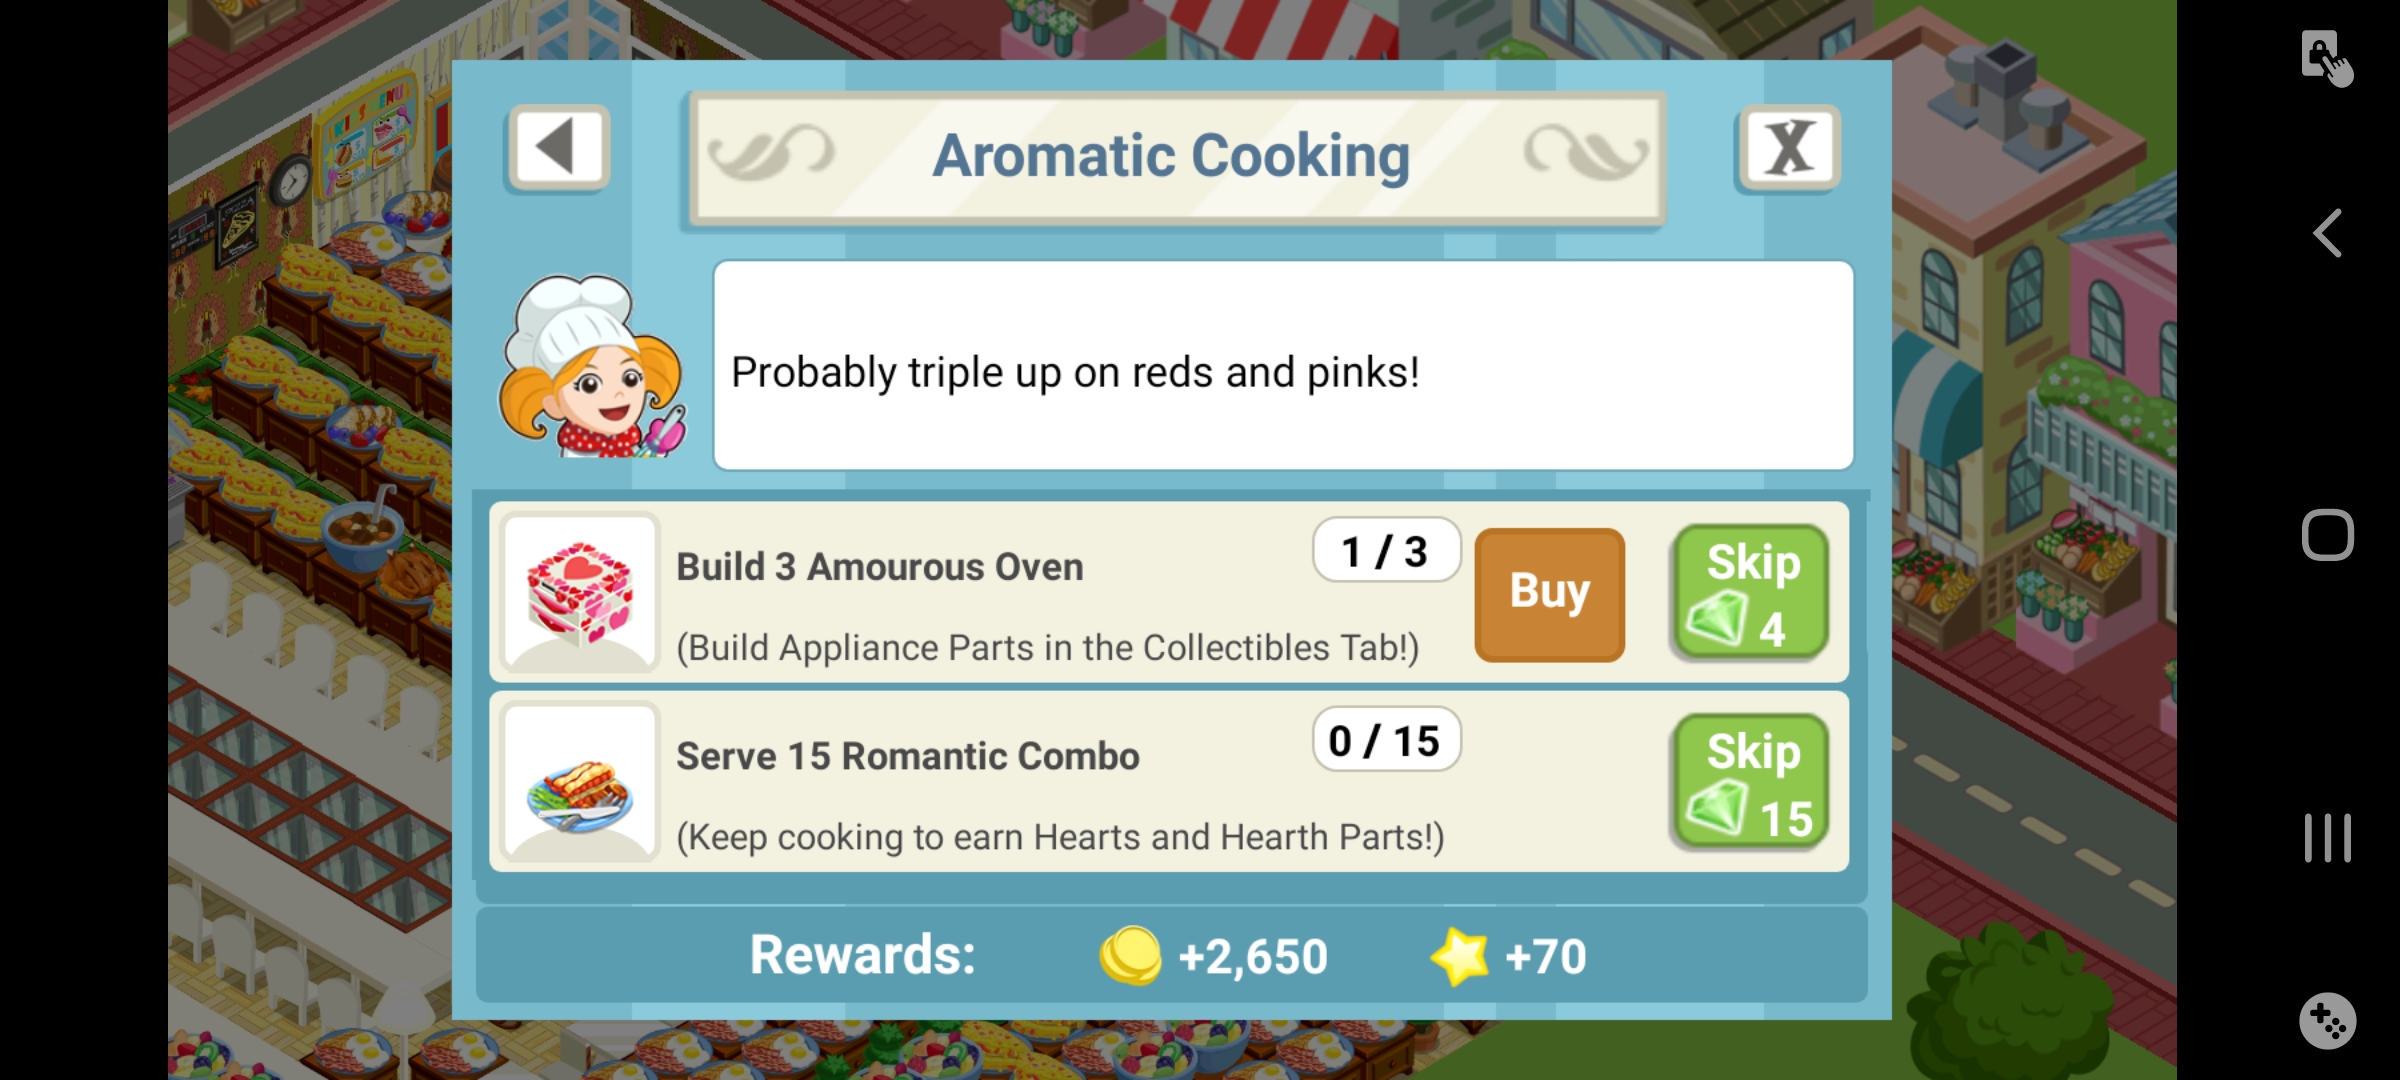 Aromatic Cooking
X
Probably triple up on reds and pinks!
Build 3 Amourous Oven
1 / 3
Buy
Skip
4
(Build Appliance Parts in the Collectibles Tab!)
Serve 15 Romantic Combo
0 / 15
Skip
15
(Keep cooking to earn Hearts and Hearth Parts!)
Rewards: +2,650 +70